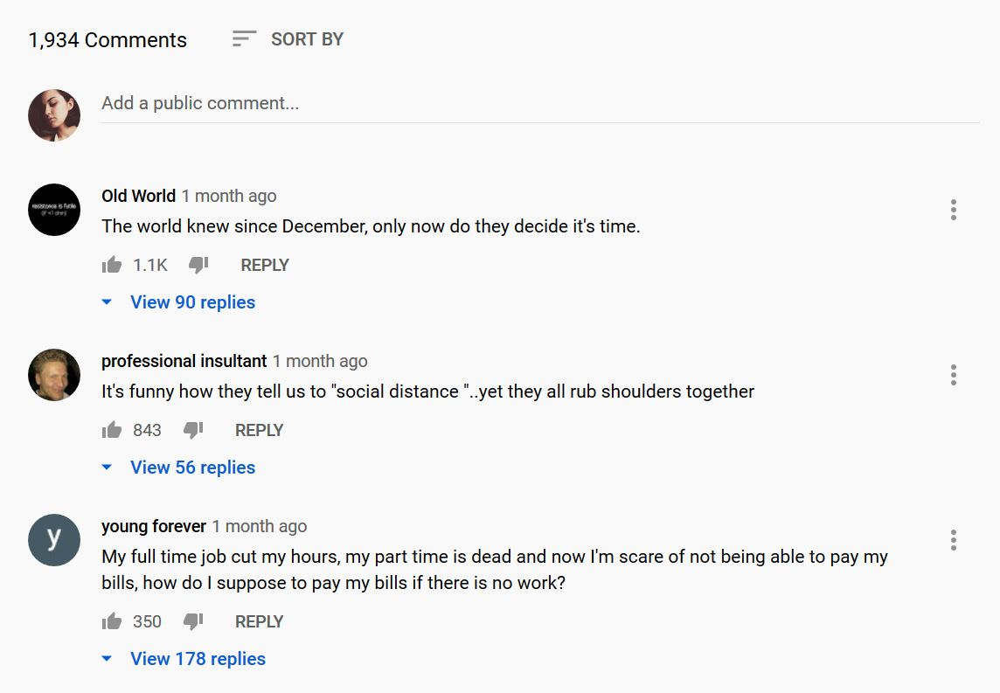 1,934 Comments SORT BY
Add a public comment...
resistance is futile
(if <1 ohm)
Old World 1 month ago
The world knew since December, only now do they decide it's time.
1.1K REPLY
View 90 replies
professional insultant 1 month ago
It's funny how they tell us to "social distance "..yet they all rub shoulders together
843 REPLY
View 56 replies
y
young forever 1 month ago
My full time job cut my hours, my part time is dead and now I'm scare of not being able to pay my
bills, how do I suppose to pay my bills if there is no work?
350 REPLY
View 178 replies